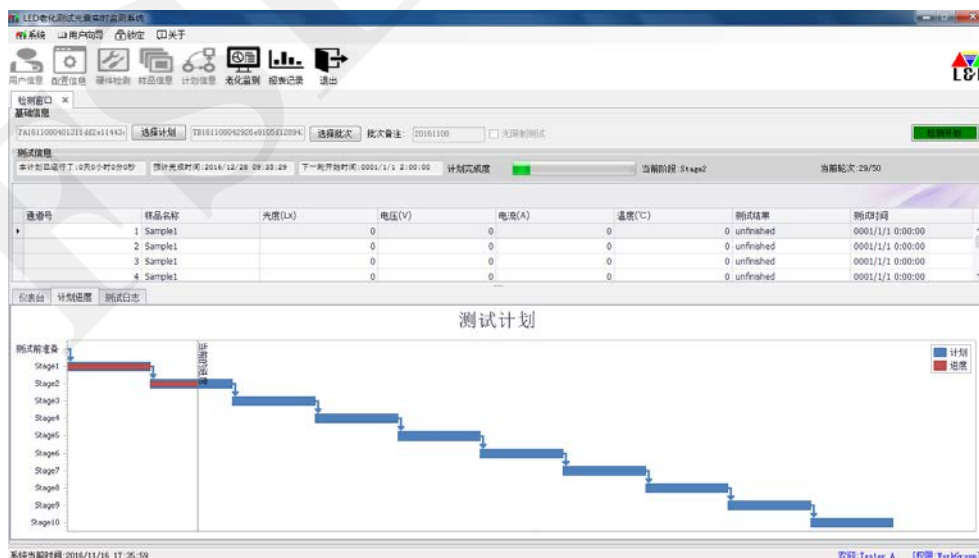 LED老化测试光衰实时监测系统
系统 用户向导 锁定 关于
用户信息 配置信息 硬件检测 样品信息 计划信息 老化监测 报表记录 退出
检测窗口 ×
基础信息
选择计划 选择批次 批次备注: 20161108 无限制测试
测试信息
本计划已运行了:0天0小时0分0秒 预计完成时间:2016/12/28 09:35:29 下一轮开始时间:0001/1/1 2:00:00 计划完成度 当前阶段:Stage2 当前轮次:29/50
通道号 样品名称 光度(Lx) 电压(V) 电流(A) 温度(℃) 测试结果 测试时间
1 Sample1 0 0 0 0 unfinished 0001/1/1 0:00:00
2 Sample1 0 0 0 0 unfinished 0001/1/1 0:00:00
3 Sample1 0 0 0 0 unfinished 0001/1/1 0:00:00
4 Sample1 0 0 0 0 unfinished 0001/1/1 0:00:00
仪表台 计划进度 测试日志
测试计划
测试前准备
Stage1
Stage2
Stage3
Stage4
Stage5
Stage6
Stage7
Stage8
Stage9
Stage10
当前的进度
计划
进度
系统当前时间:2016/11/16 17:35:59 欢迎:Tester A [权限:WorkGroup]